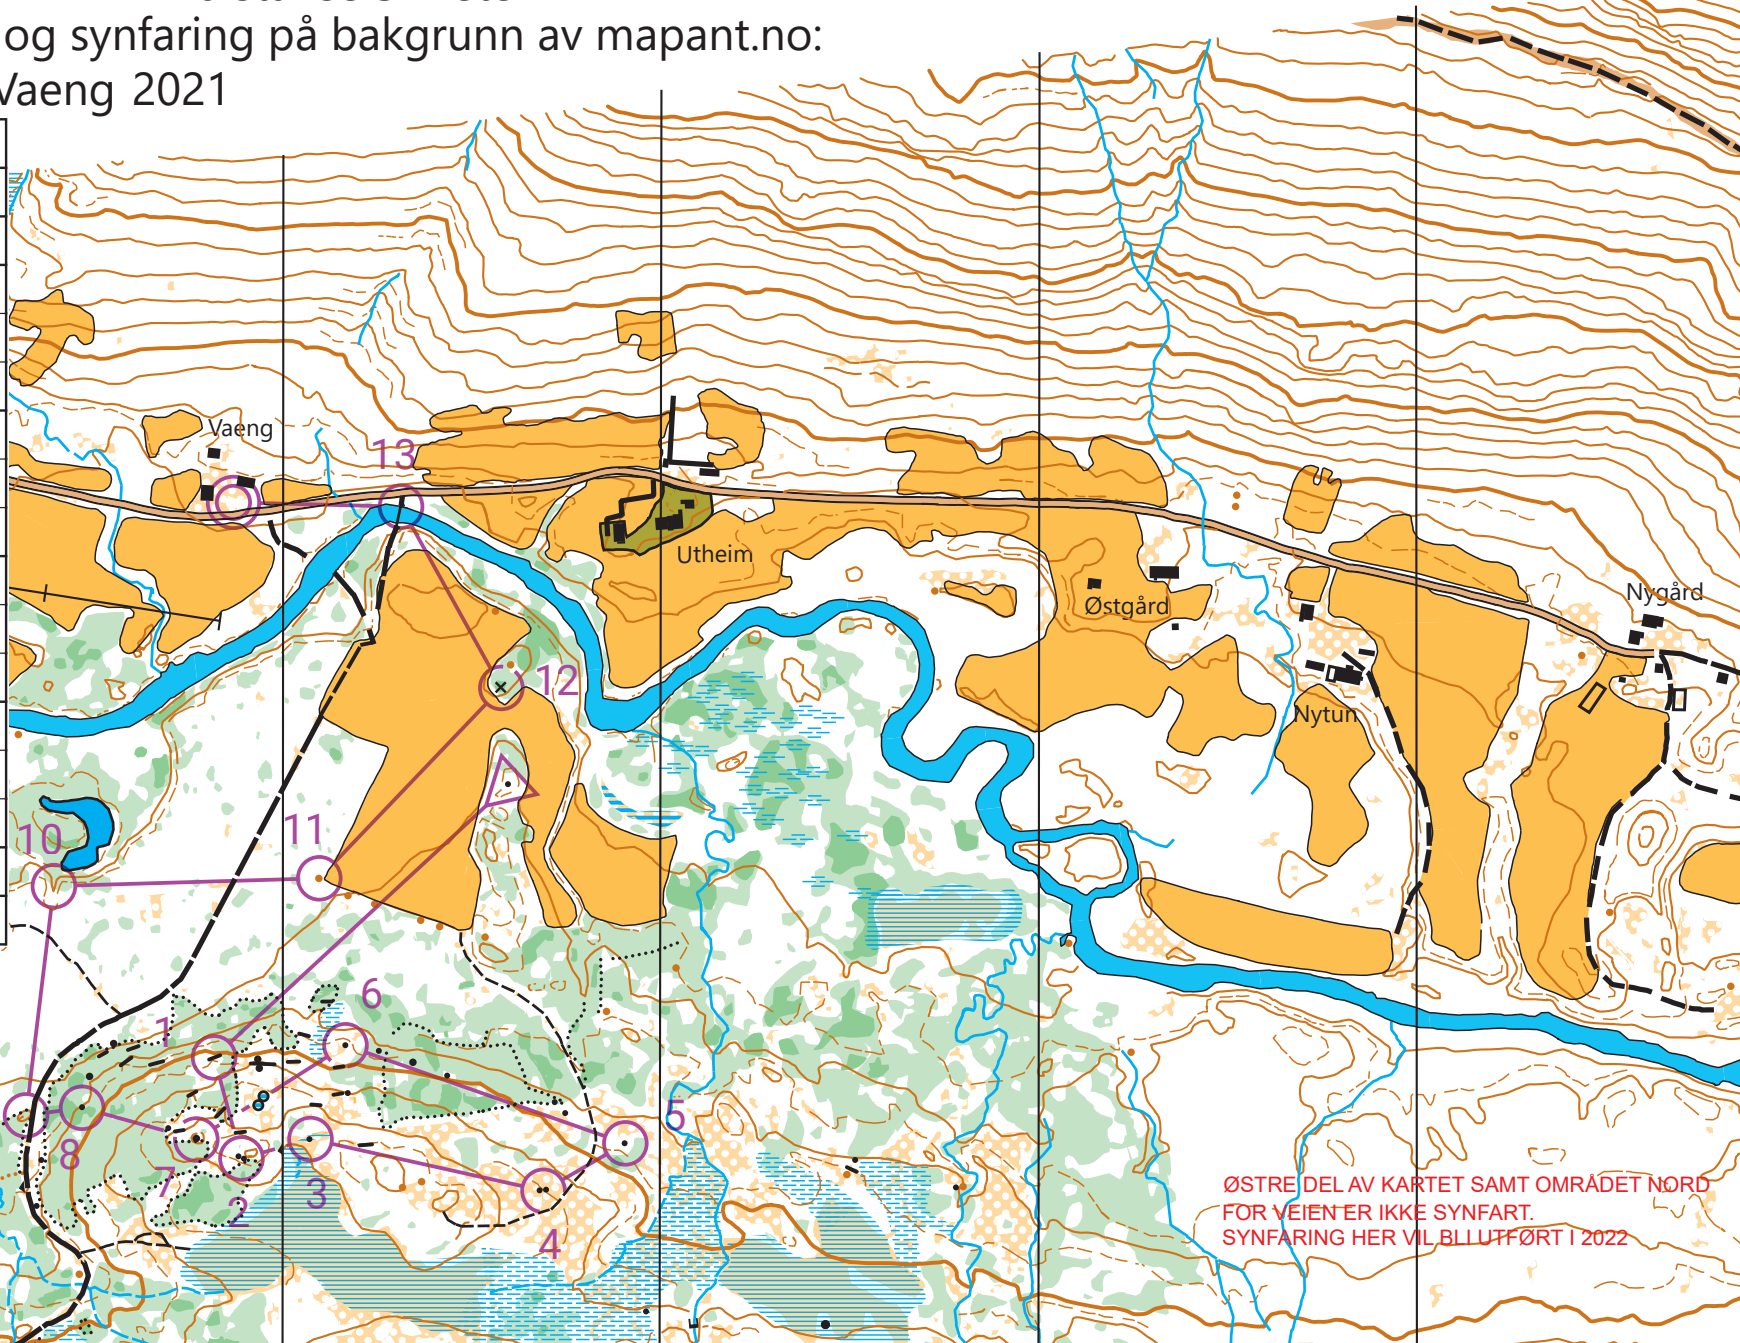 og synfaring på bakgrunn av mapant.no:
Vaeng 2021
Vaeng
13
Utheim
Østgård
Nygård
12
Nytun
10
11
6
1
5
8
7
3
2
4
ØSTRE DEL AV KARTET SAMT OMRÅDET NORD
FOR VEIEN ER IKKE SYNFART.
SYNFARING HER VIL BLI UTFØRT I 2022